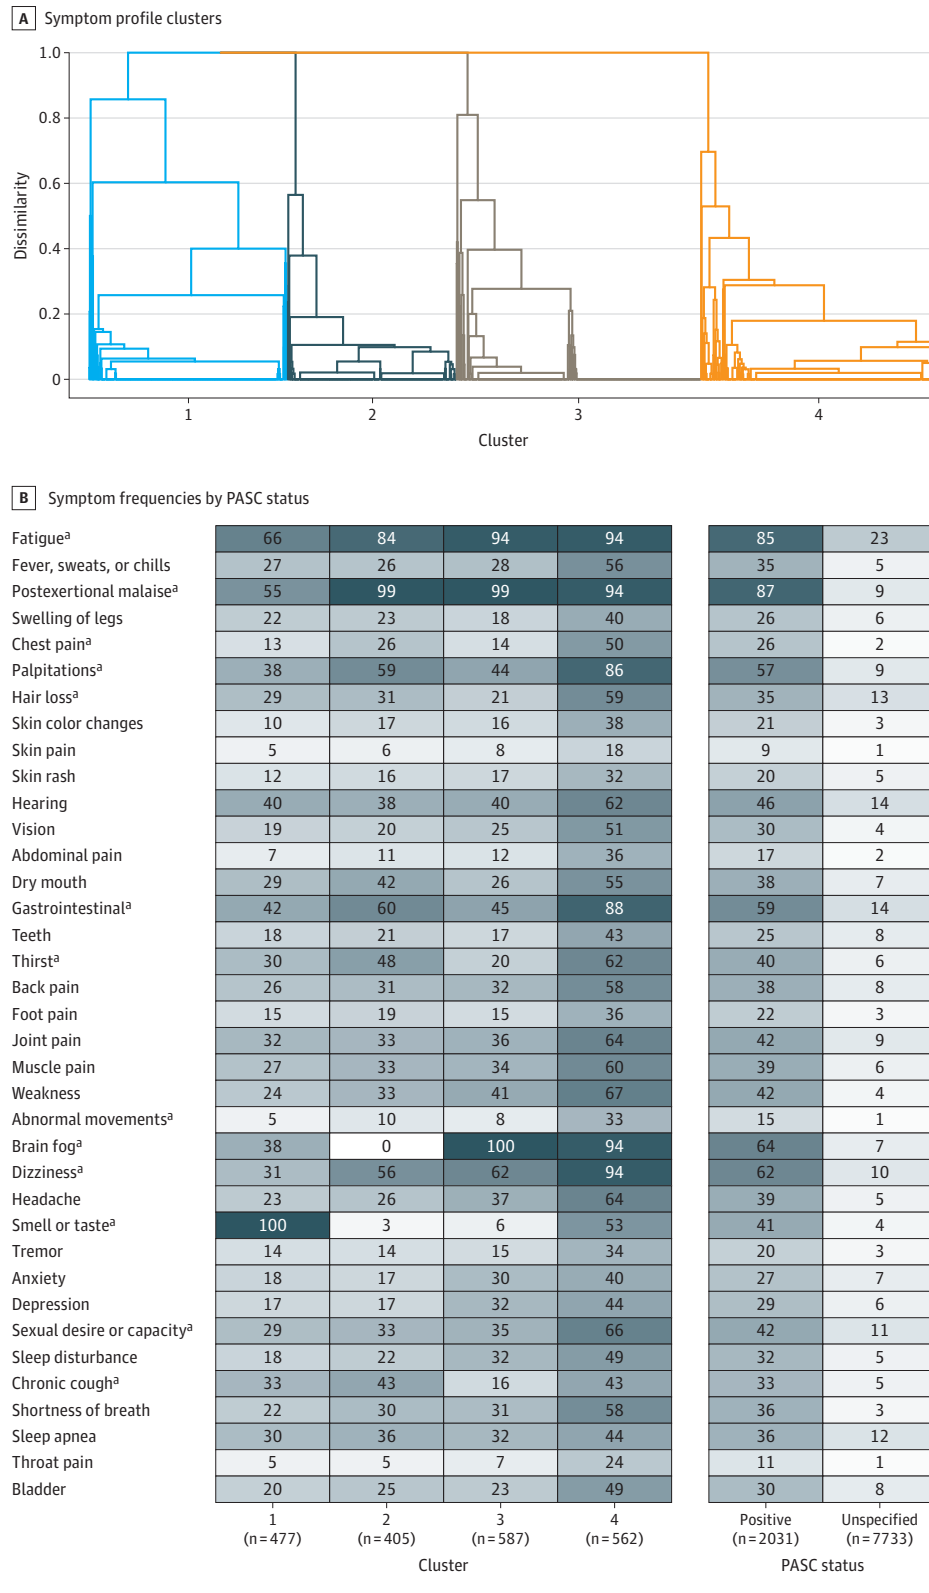 A Symptom profile clusters
1.0
0.8
0.6
0.4
0.2
0
Dissimilarity
1 2 3 4
Cluster
B Symptom frequencies by PASC status
Fatigueᵃ 66 84 94 94 85 23
Fever, sweats, or chills 27 26 28 56 35 5
Postexertional malaiseᵃ 55 99 99 94 87 9
Swelling of legs 22 23 18 40 26 6
Chest painᵃ 13 26 14 50 26 2
Palpitationsᵃ 38 59 44 86 57 9
Hair lossᵃ 29 31 21 59 35 13
Skin color changes 10 17 16 38 21 3
Skin pain 5 6 8 18 9 1
Skin rash 12 16 17 32 20 5
Hearing 40 38 40 62 46 14
Vision 19 20 25 51 30 4
Abdominal pain 7 11 12 36 17 2
Dry mouth 29 42 26 55 38 7
Gastrointestinalᵃ 42 60 45 88 59 14
Teeth 18 21 17 43 25 8
Thirstᵃ 30 48 20 62 40 6
Back pain 26 31 32 58 38 8
Foot pain 15 19 15 36 22 3
Joint pain 32 33 36 64 42 9
Muscle pain 27 33 34 60 39 6
Weakness 24 33 41 67 42 4
Abnormal movementsᵃ 5 10 8 33 15 1
Brain fogᵃ 38 0 100 94 64 7
Dizzinessᵃ 31 56 62 94 62 10
Headache 23 26 37 64 39 5
Smell or tasteᵃ 100 3 6 53 41 4
Tremor 14 14 15 34 20 3
Anxiety 18 17 30 40 27 7
Depression 17 17 32 44 29 6
Sexual desire or capacityᵃ 29 33 35 66 42 11
Sleep disturbance 18 22 32 49 32 5
Chronic coughᵃ 33 43 16 43 33 5
Shortness of breath 22 30 31 58 36 3
Sleep apnea 30 36 32 44 36 12
Throat pain 5 5 7 24 11 1
Bladder 20 25 23 49 30 8
1 2 3 4 Positive Unspecified
(n=477) (n=405) (n=587) (n=562) (n=2031) (n=7733)
Cluster PASC status